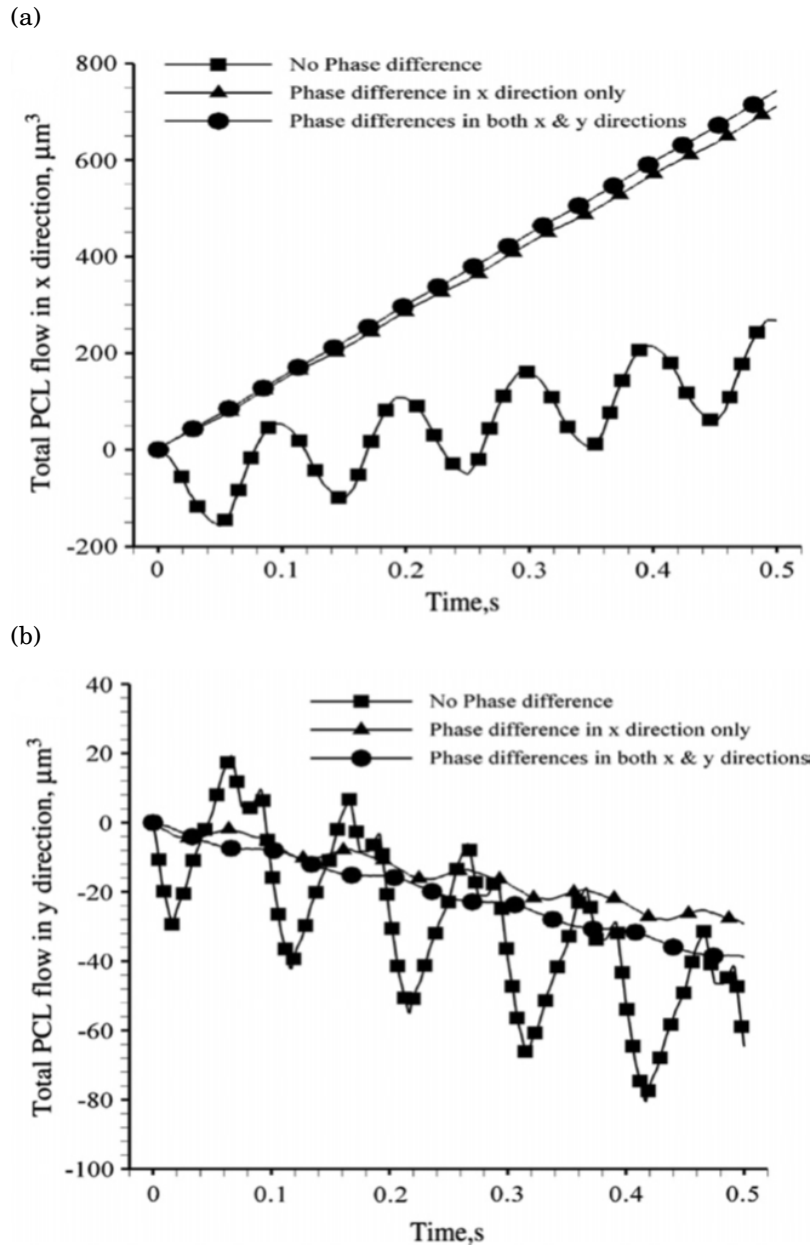 (a)
800
600
400
200
0
-200
No Phase difference
Phase difference in x direction only
Phase differences in both x & y directions
Total PCL flow in x direction, μm³
0 0.1 0.2 0.3 0.4 0.5
Time,s
(b)
40
20
0
-20
-40
-60
-80
-100
No Phase difference
Phase difference in x direction only
Phase differences in both x & y directions
Total PCL flow in y direction, μm³
0 0.1 0.2 0.3 0.4 0.5
Time,s